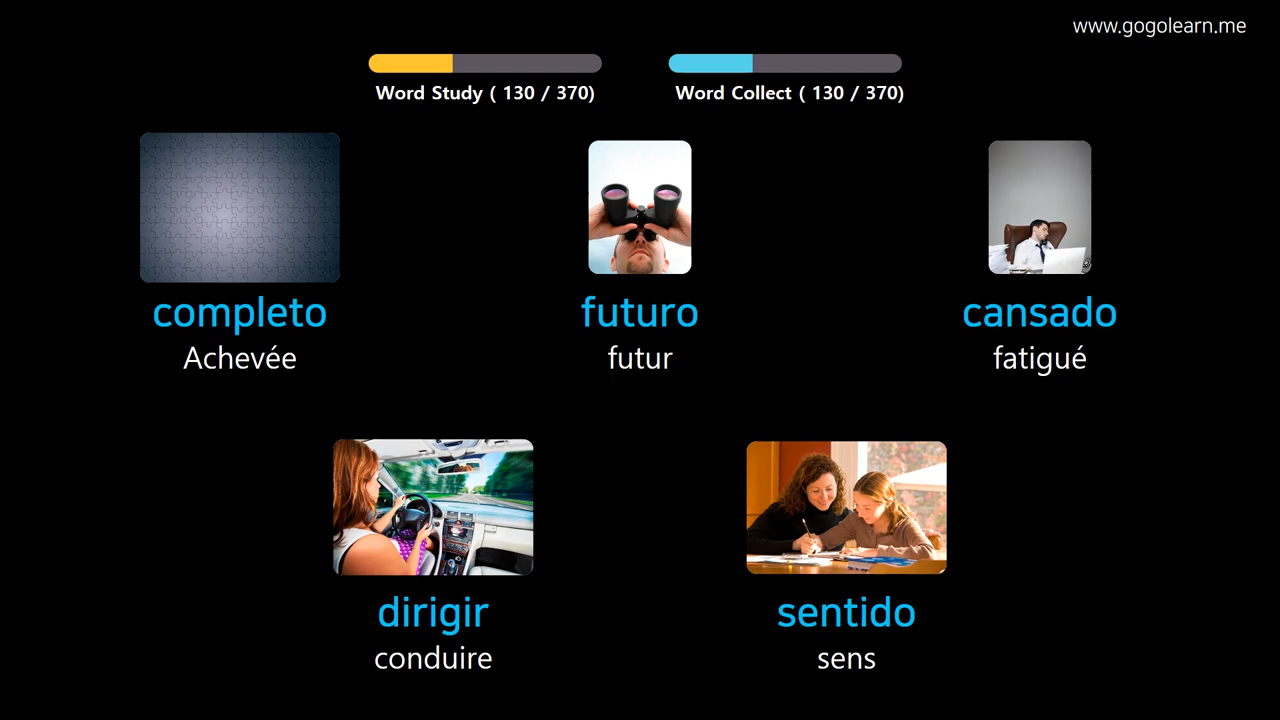 www.gogolearn.me
Word Study ( 130 / 370)
Word Collect ( 130 / 370)
completo
Achevée
futuro
futur
cansado
fatigué
dirigir
conduire
sentido
sens